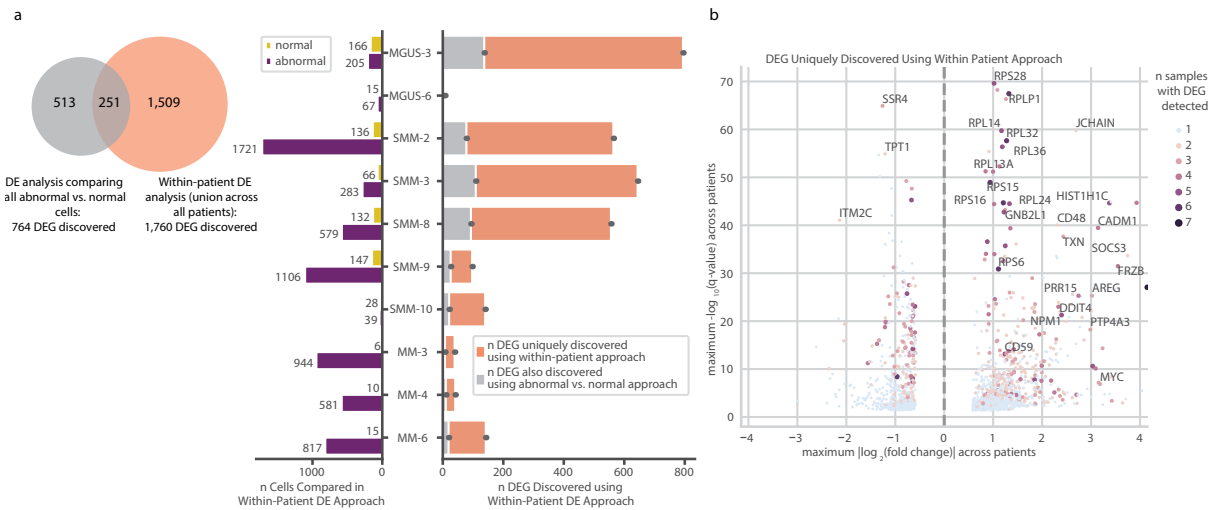 a
513
251
1,509
DE analysis comparing
all abnormal vs. normal
cells:
764 DEG discovered
Within-patient DE
analysis (union across
all patients):
1,760 DEG discovered
normal
abnormal
166
205
MGUS-3
15
67
MGUS-6
136
1721
SMM-2
66
283
SMM-3
132
579
SMM-8
147
1106
SMM-9
28
39
SMM-10
6
944
MM-3
10
581
MM-4
15
817
MM-6
1000
0
n Cells Compared in
Within-Patient DE Approach
n DEG uniquely discovered
using within-patient approach
n DEG also discovered
using abnormal vs. normal approach
0
200
400
600
800
n DEG Discovered using
Within-Patient DE Approach
b
DEG Uniquely Discovered Using Within Patient Approach
maximum -log 10(q-value) across patients
70
60
50
40
30
20
10
0
RPS28
SSR4
RPLP1
RPL14
JCHAIN
RPL32
TPT1
RPL36
RPL13A
RPS15
RPS16
RPL24
HIST1H1C
ITM2C
GNB2L1
CD48
CADM1
TXN
SOCS3
RPS6
FRZB
PRR15
AREG
DDIT4
NPM1
PTP4A3
CD59
MYC
−4
−3
−2
−1
0
1
2
3
4
maximum |log 2(fold change)| across patients
n samples
with DEG
detected
1
2
3
4
5
6
7